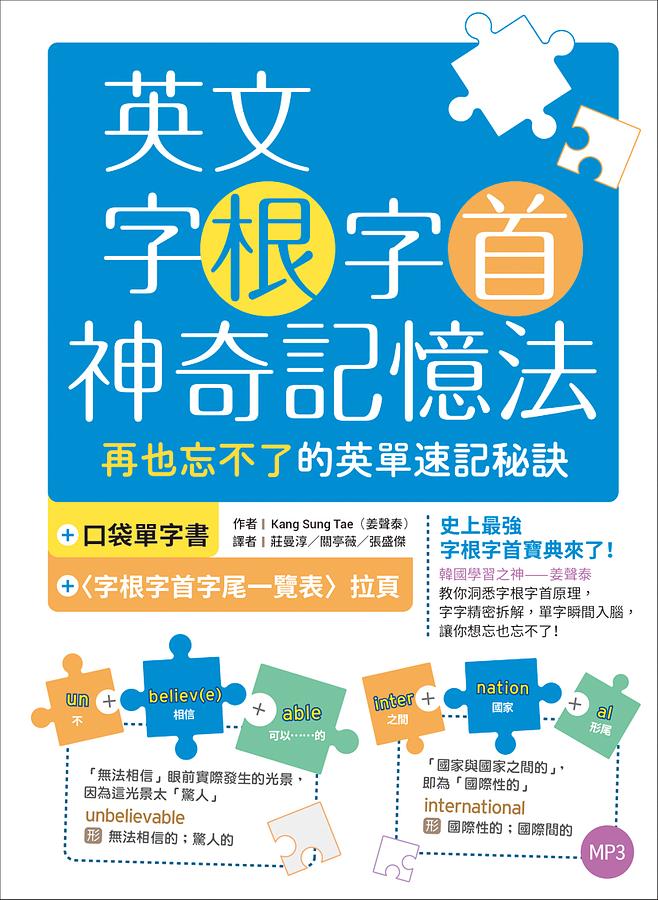 英文
字根字首
神奇記憶法
再也忘不了的英單速記秘訣
+口袋單字書
作者｜Kang Sung Tae（姜聲泰）
譯者｜莊曼淳／關亭薇／張盛傑
+〈字根字首字尾一覽表〉拉頁
史上最強
字根字首寶典來了！
韓國學習之神——姜聲泰
教你洞悉字根字首原理，
字字精密拆解，單字瞬間入腦，
讓你想忘也忘不了！
un + believ(e) + able
不 相信 可以……的
「無法相信」眼前實際發生的光景，
因為這光景太「驚人」
unbelievable
形 無法相信的；驚人的
inter + nation + al
之間 國家 形尾
「國家與國家之間的」，
即為「國際性的」
international
形 國際性的；國際間的
MP3